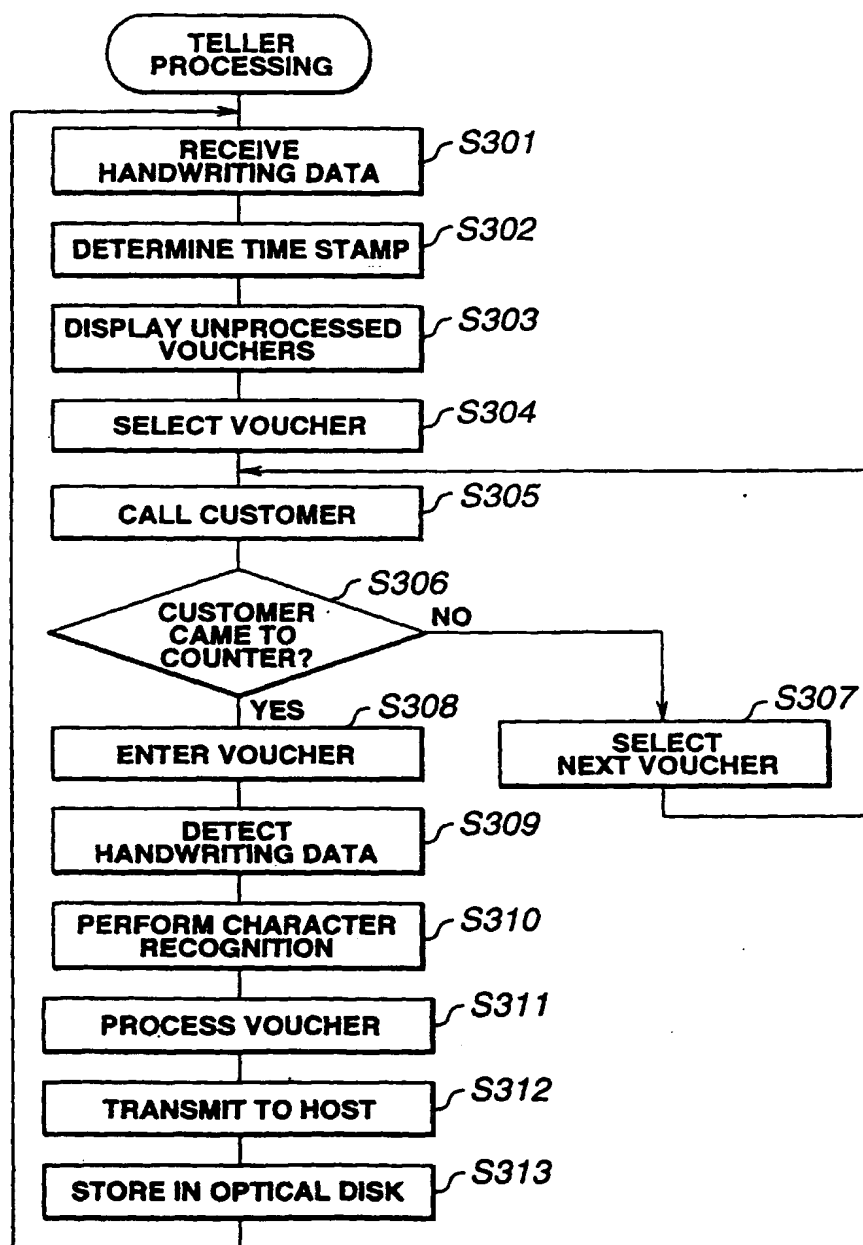 TELLER
PROCESSING
RECEIVE
HANDWRITING DATA
S301
DETERMINE TIME STAMP
S302
DISPLAY UNPROCESSED
VOUCHERS
S303
SELECT VOUCHER
S304
CALL CUSTOMER
S305
CUSTOMER
CAME TO
COUNTER?
S306
NO
YES
SELECT
NEXT VOUCHER
S307
ENTER VOUCHER
S308
DETECT
HANDWRITING DATA
S309
PERFORM CHARACTER
RECOGNITION
S310
PROCESS VOUCHER
S311
TRANSMIT TO HOST
S312
STORE IN OPTICAL DISK
S313